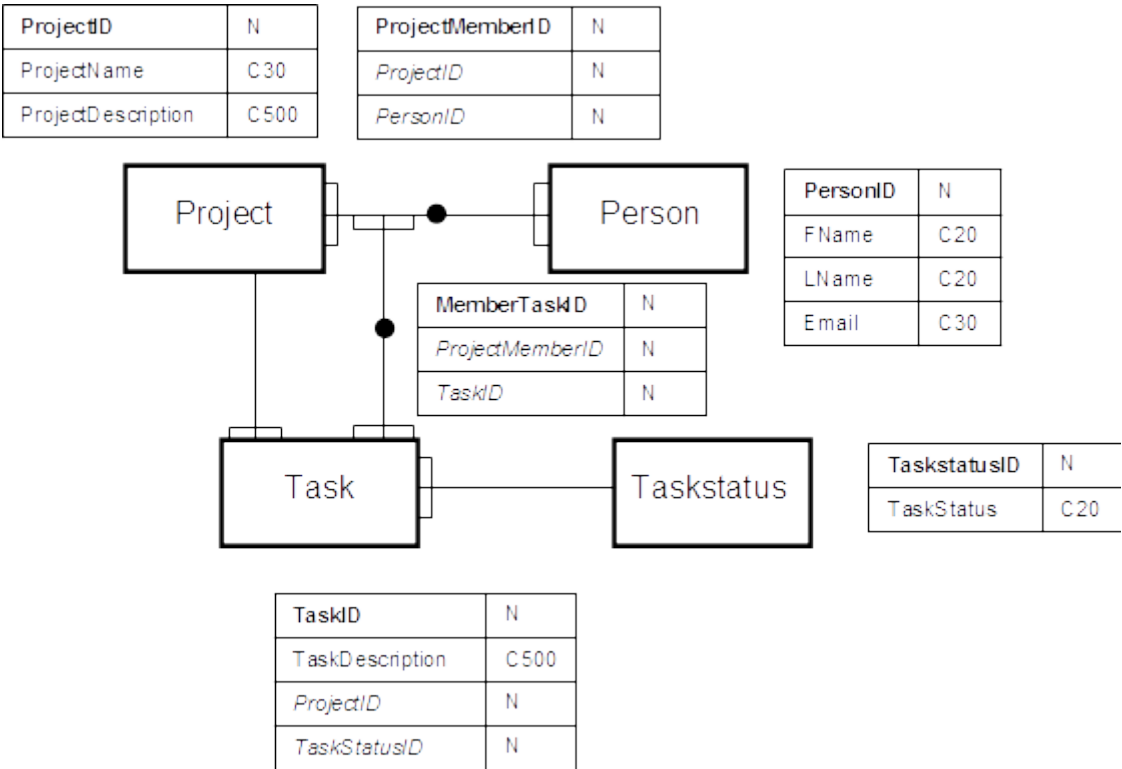 ProjectID N
ProjectName C30
ProjectDescription C500
ProjectMemberID N
ProjectID N
PersonID N
Project
Person
PersonID N
FName C20
LName C20
Email C30
MemberTaskID N
ProjectMemberID N
TaskID N
Task
Taskstatus
TaskstatusID N
TaskStatus C20
TaskID N
TaskDescription C500
ProjectID N
TaskStatusID N